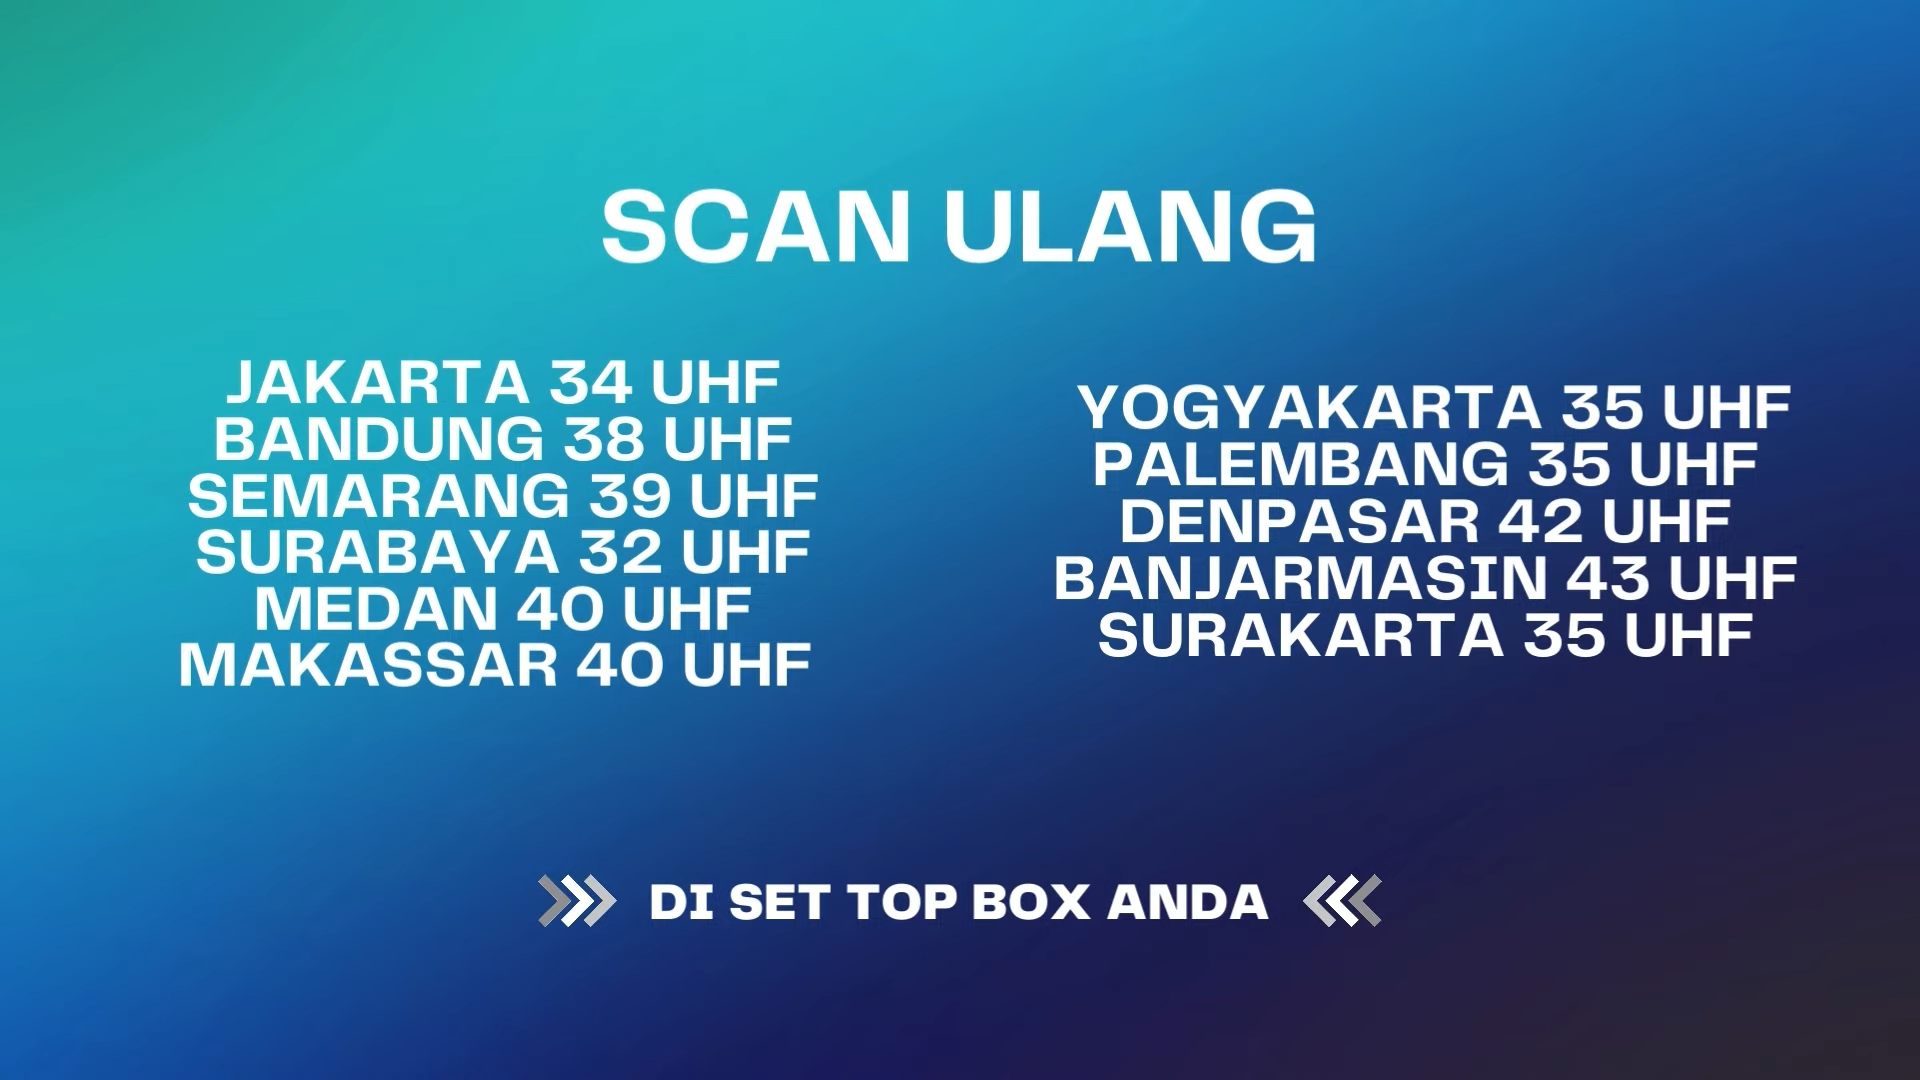 SCAN ULANG
JAKARTA 34 UHF
BANDUNG 38 UHF
SEMARANG 39 UHF
SURABAYA 32 UHF
MEDAN 40 UHF
MAKASSAR 40 UHF
YOGYAKARTA 35 UHF
PALEMBANG 35 UHF
DENPASAR 42 UHF
BANJARMASIN 43 UHF
SURAKARTA 35 UHF
DI SET TOP BOX ANDA